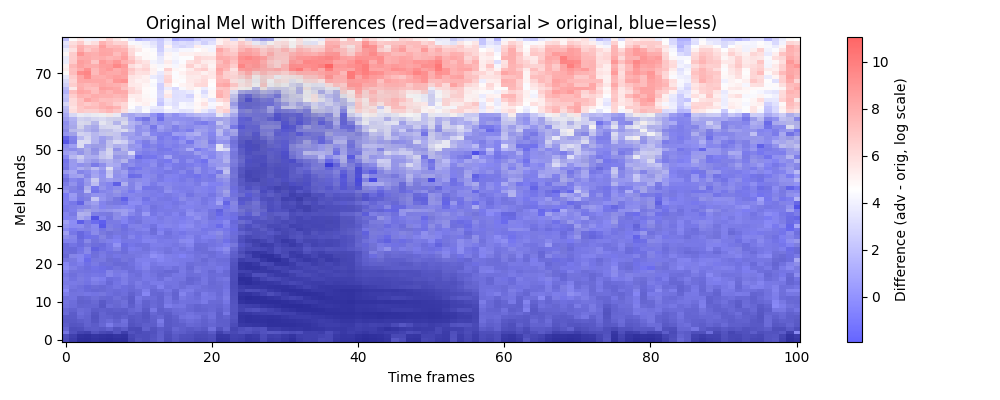 Original Mel with Differences (red=adversarial > original, blue=less)
Mel bands
70
60
50
40
30
20
10
0
0 20 40 60 80 100
Time frames
10
8
6
4
2
0
Difference (adv - orig, log scale)